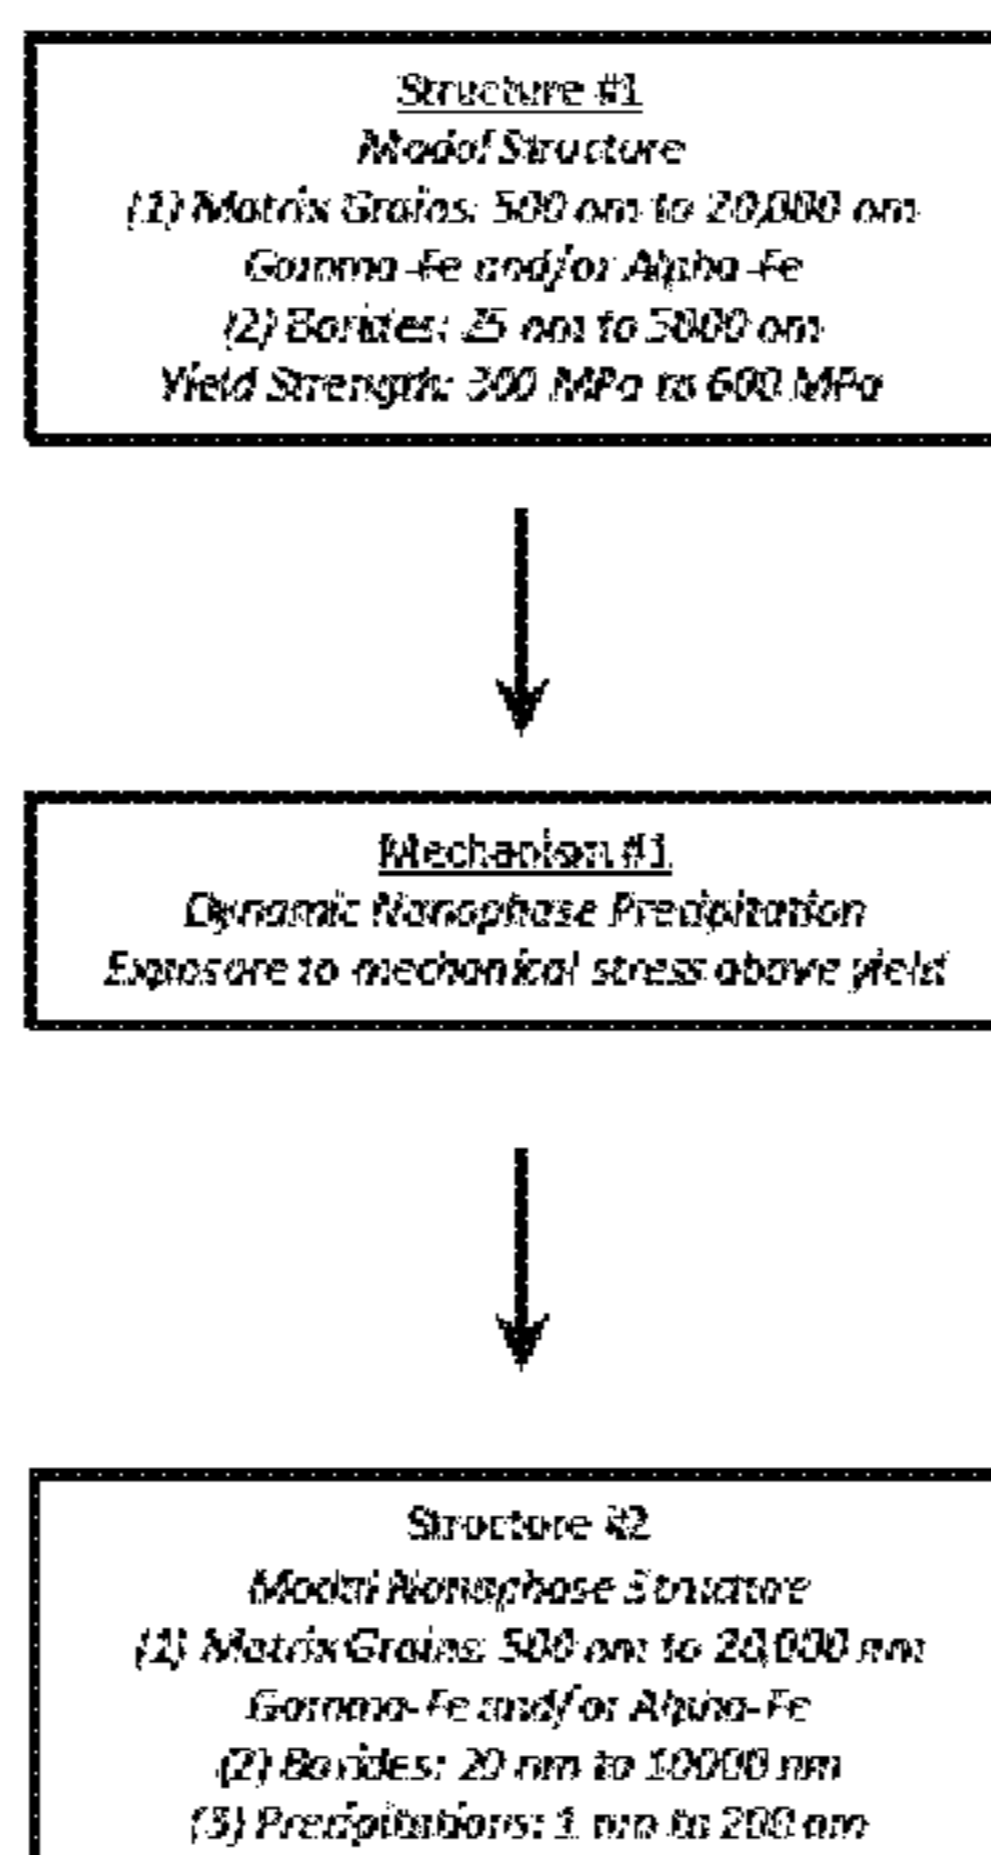 Structure #1
Modal Structure
(1) Matrix Grains: 500 nm to 20,000 nm
Gamma-Fe and/or Alpha-Fe
(2) Borides: 25 nm to 5000 nm
Yield Strength: 300 MPa to 600 MPa
Mechanism #1
Dynamic Nanophase Precipitation
Exposure to mechanical stress above yield
Structure #2
Modal Nanophase Structure
(1) Matrix Grains: 500 nm to 20,000 nm
Gamma-Fe and/or Alpha-Fe
(2) Borides: 20 nm to 10000 nm
(3) Precipitations: 1 nm to 200 nm